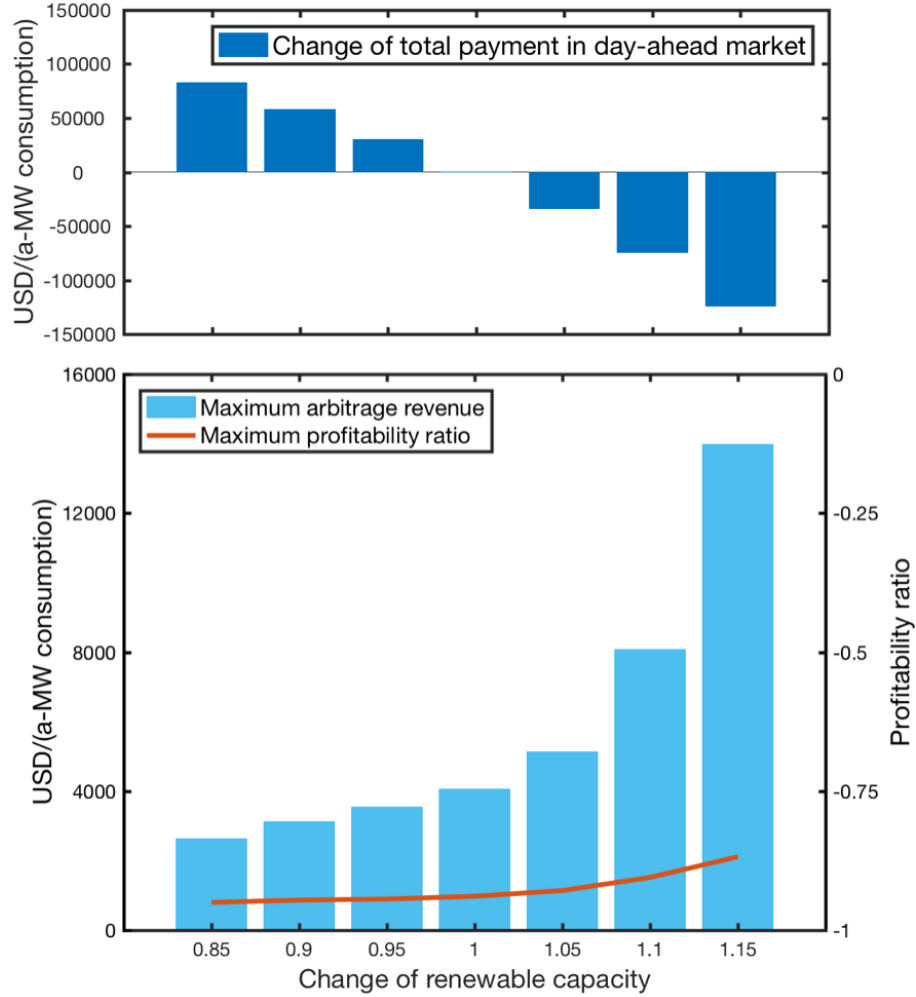 150000
100000
50000
0
-50000
-100000
-150000
USD/(a-MW consumption)
Change of total payment in day-ahead market
16000
12000
8000
4000
0
USD/(a-MW consumption)
Maximum arbitrage revenue
Maximum profitability ratio
0
-0.25
-0.5
-0.75
-1
Profitability ratio
0.85 0.9 0.95 1 1.05 1.1 1.15
Change of renewable capacity